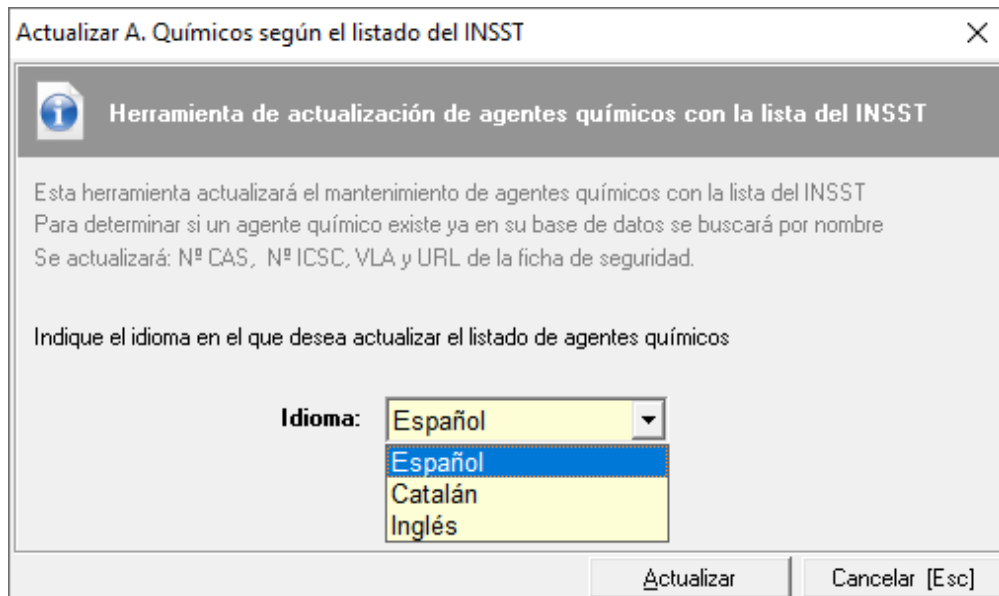 Actualizar A. Químicos según el listado del INSST
Herramienta de actualización de agentes químicos con la lista del INSST
Esta herramienta actualizará el mantenimiento de agentes químicos con la lista del INSST
Para determinar si un agente químico existe ya en su base de datos se buscará por nombre
Se actualizará: Nº CAS, Nº ICSC, VLA y URL de la ficha de seguridad.
Indique el idioma en el que desea actualizar el listado de agentes químicos
Idioma: Español
Español
Catalán
Inglés
Actualizar Cancelar [Esc]